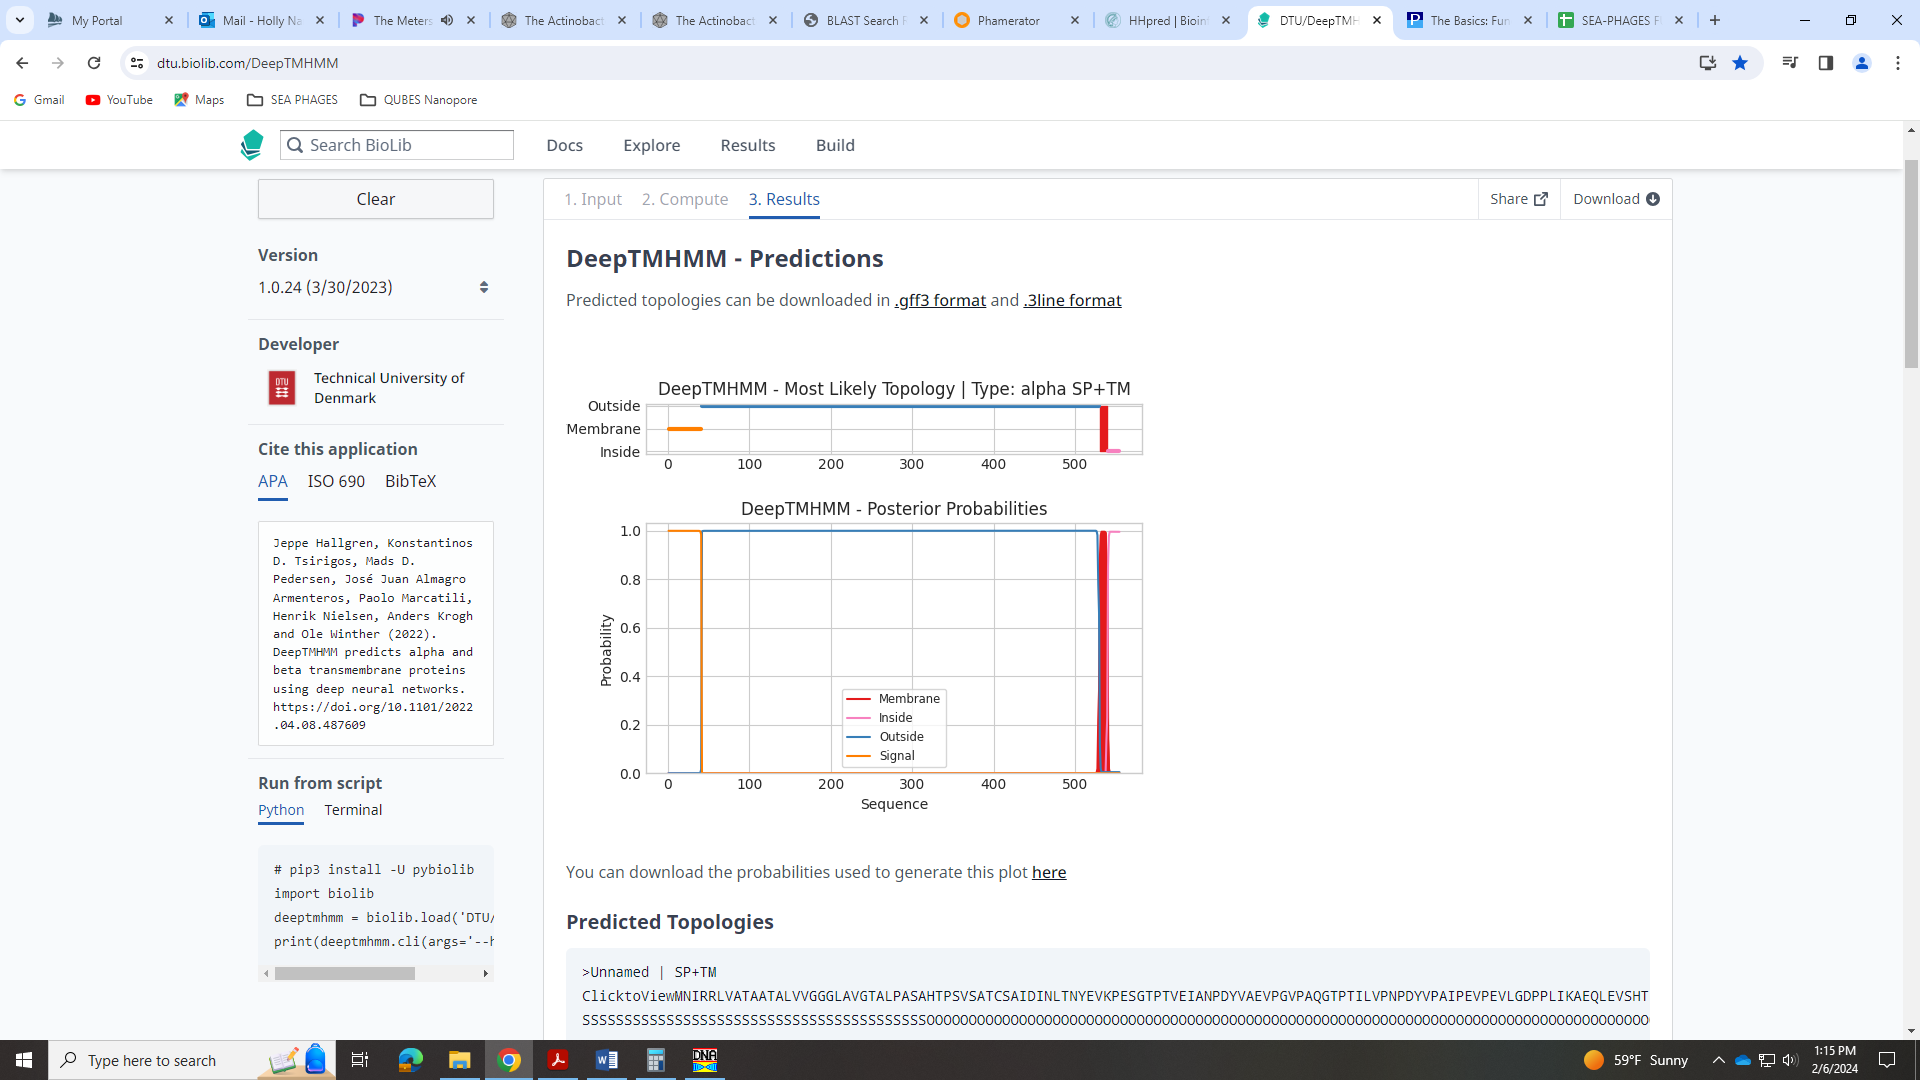 My Portal
Mail - Holly Na
The Meters
The Actinobact
The Actinobact
BLAST Search R
Phamerator
HHpred | Bioin
DTU/DeepTMH
The Basics: Fun
SEA-PHAGES F
dtu.biolib.com/DeepTMHMM
Gmail
YouTube
Maps
SEA PHAGES
QUBES Nanopore
Search BioLib
Docs
Explore
Results
Build
Clear
Version
1.0.24 (3/30/2023)
Developer
DTU
Technical University of
Denmark
Cite this application
APA
ISO 690
BibTeX
Jeppe Hallgren, Konstantinos
D. Tsirigos, Mads D.
Pedersen, José Juan Almagro
Armenteros, Paolo Marcatili,
Henrik Nielsen, Anders Krogh
and Ole Winther (2022).
DeepTMHMM predicts alpha and
beta transmembrane proteins
using deep neural networks.
https://doi.org/10.1101/2022
.04.08.487609
Run from script
Python
Terminal
# pip3 install -U pybiolib
import biolib
deeptmhmm = biolib.load('DTU/
print(deeptmhmm.cli(args='--h
1. Input
2. Compute
3. Results
Share
Download
DeepTMHMM - Predictions
Predicted topologies can be downloaded in .gff3 format and .3line format
DeepTMHMM - Most Likely Topology | Type: alpha SP+TM
Outside
Membrane
Inside
0 100 200 300 400 500
DeepTMHMM - Posterior Probabilities
1.0
0.8
0.6
0.4
0.2
0.0
Probability
Membrane
Inside
Outside
Signal
0 100 200 300 400 500
Sequence
You can download the probabilities used to generate this plot here
Predicted Topologies
>Unnamed | SP+TM
ClicktoViewMNIRRLVATAATALVVGGGLAVGTALPASAHTPSVSATCSAIDINLTNYEVKPESGTPTVEIANPDYVAEVPGVPAQGTPTILVPNPDYVPAIPEVPEVLGDPPLIKAEQLEVSHT
Type here to search
59°F Sunny
1:15 PM
2/6/2024